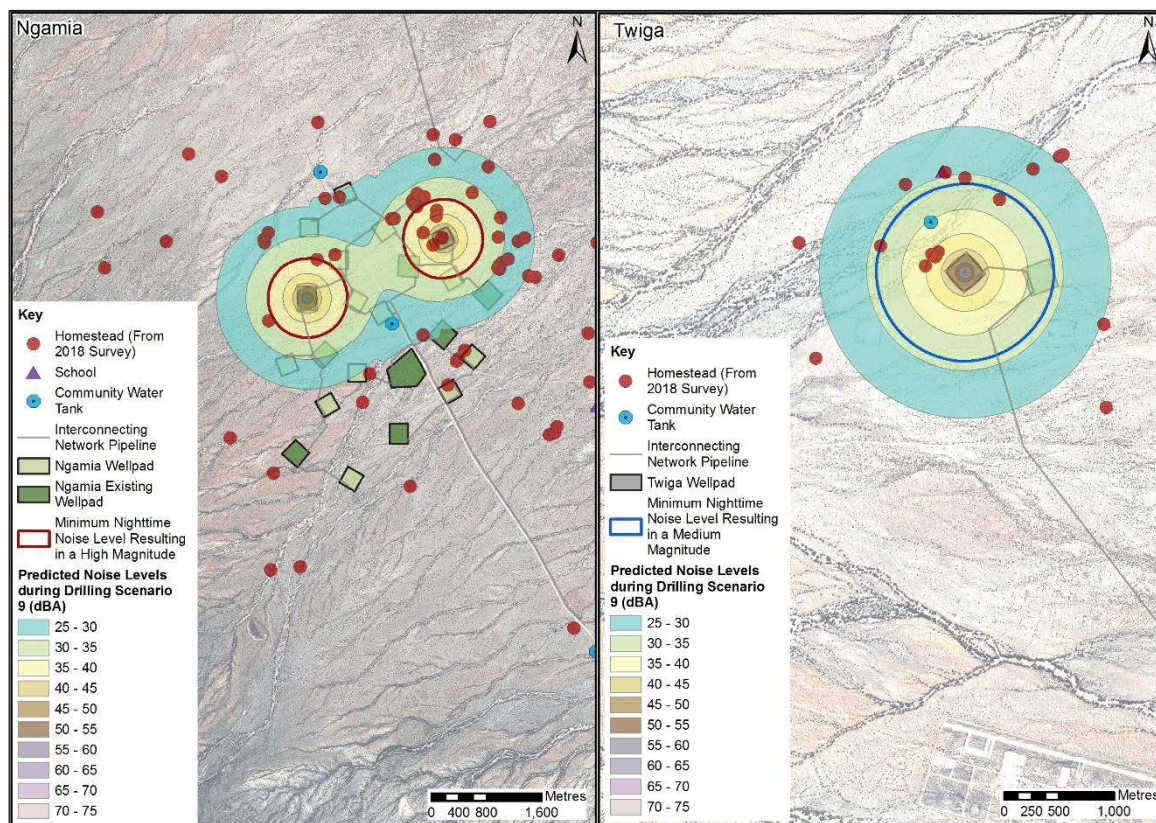 Ngamia
N
Key
Homestead (From
2018 Survey)
School
Community Water
Tank
Interconnecting
Network Pipeline
Ngamia Wellpad
Ngamia Existing
Wellpad
Minimum Nighttime
Noise Level Resulting
in a High Magnitude
Predicted Noise Levels
during Drilling Scenario
9 (dBA)
25 - 30
30 - 35
35 - 40
40 - 45
45 - 50
50 - 55
55 - 60
60 - 65
65 - 70
70 - 75
Metres
0 400 800 1,600
Twiga
N
Key
Homestead (From
2018 Survey)
Community Water
Tank
Interconnecting
Network Pipeline
Twiga Wellpad
Minimum Nighttime
Noise Level Resulting
in a Medium
Magnitude
Predicted Noise Levels
during Drilling Scenario
9 (dBA)
25 - 30
30 - 35
35 - 40
40 - 45
45 - 50
50 - 55
55 - 60
60 - 65
65 - 70
70 - 75
Metres
0 250 500 1,000